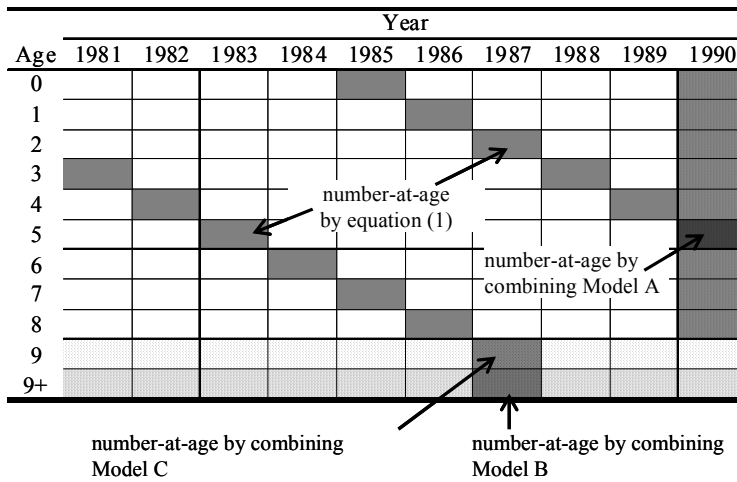 Year
Age 1981 1982 1983 1984 1985 1986 1987 1988 1989 1990
0
1
2
3
number-at-age
4
by equation (1)
5
number-at-age by
6
combining Model A
7
8
9
9+
number-at-age by combining
Model C
number-at-age by combining
Model B